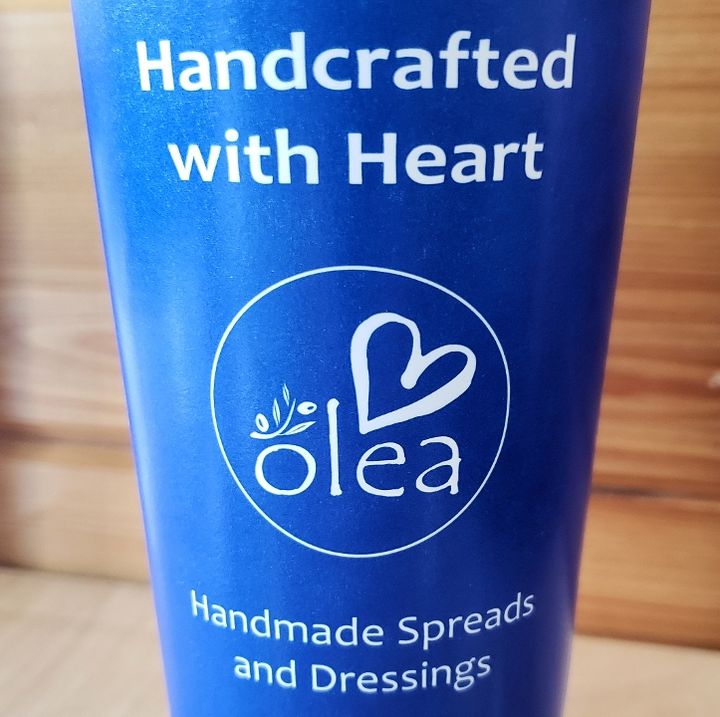 Handcrafted
with Heart
olea
Handmade Spreads
and Dressings